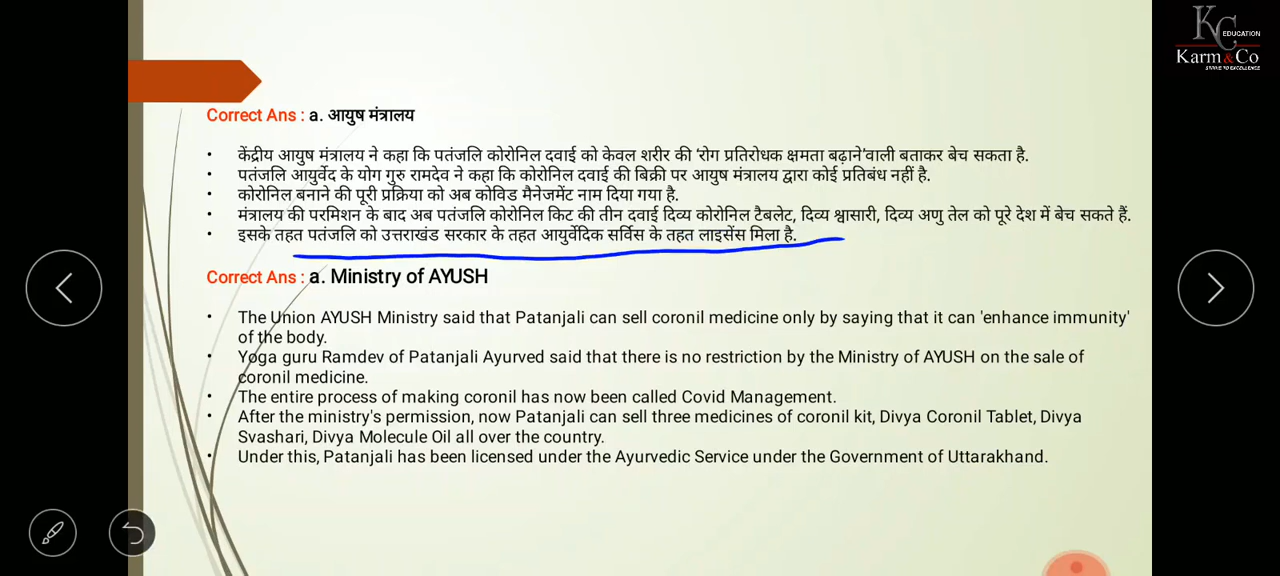 KC EDUCATION
Karm&Co
STRIVE TO EXCELLENCE
Correct Ans : a. आयुष मंत्रालय
• केंद्रीय आयुष मंत्रालय ने कहा कि पतंजलि कोरोनिल दवाई को केवल शरीर की 'रोग प्रतिरोधक क्षमता बढ़ाने'वाली बताकर बेच सकता है.
• पतंजलि आयुर्वेद के योग गुरु रामदेव ने कहा कि कोरोनिल दवाई की बिक्री पर आयुष मंत्रालय द्वारा कोई प्रतिबंध नहीं है.
• कोरोनिल बनाने की पूरी प्रक्रिया को अब कोविड मैनेजमेंट नाम दिया गया है.
• मंत्रालय की परमिशन के बाद अब पतंजलि कोरोनिल किट की तीन दवाई दिव्य कोरोनिल टैबलेट, दिव्य श्वासारी, दिव्य अणु तेल को पूरे देश में बेच सकते हैं.
• इसके तहत पतंजलि को उत्तराखंड सरकार के तहत आयुर्वेदिक सर्विस के तहत लाइसेंस मिला है.
Correct Ans : a. Ministry of AYUSH
• The Union AYUSH Ministry said that Patanjali can sell coronil medicine only by saying that it can 'enhance immunity'
of the body.
• Yoga guru Ramdev of Patanjali Ayurved said that there is no restriction by the Ministry of AYUSH on the sale of
coronil medicine.
• The entire process of making coronil has now been called Covid Management.
• After the ministry's permission, now Patanjali can sell three medicines of coronil kit, Divya Coronil Tablet, Divya
Svashari, Divya Molecule Oil all over the country.
• Under this, Patanjali has been licensed under the Ayurvedic Service under the Government of Uttarakhand.